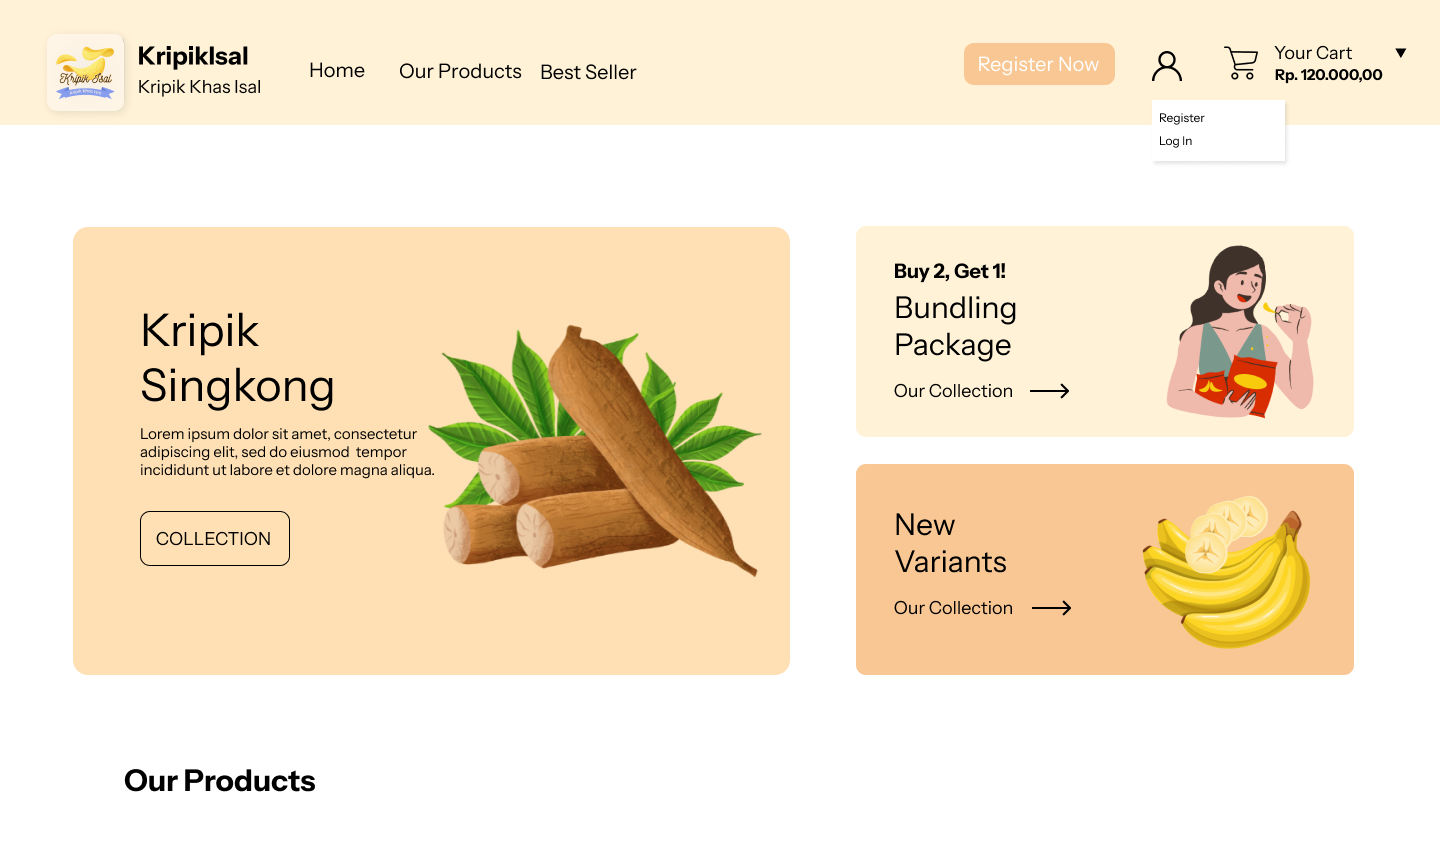 Kripik Isal
KripikIsal
Kripik Khas Isal
Home
Our Products
Best Seller
Register Now
Your Cart
▼
Rp. 120.000,00
Register
Log In
Kripik
Singkong
Lorem ipsum dolor sit amet, consectetur
adipiscing elit, sed do eiusmod  tempor
incididunt ut labore et dolore magna aliqua.
COLLECTION
Buy 2, Get 1!
Bundling
Package
Our Collection
New
Variants
Our Collection
Our Products